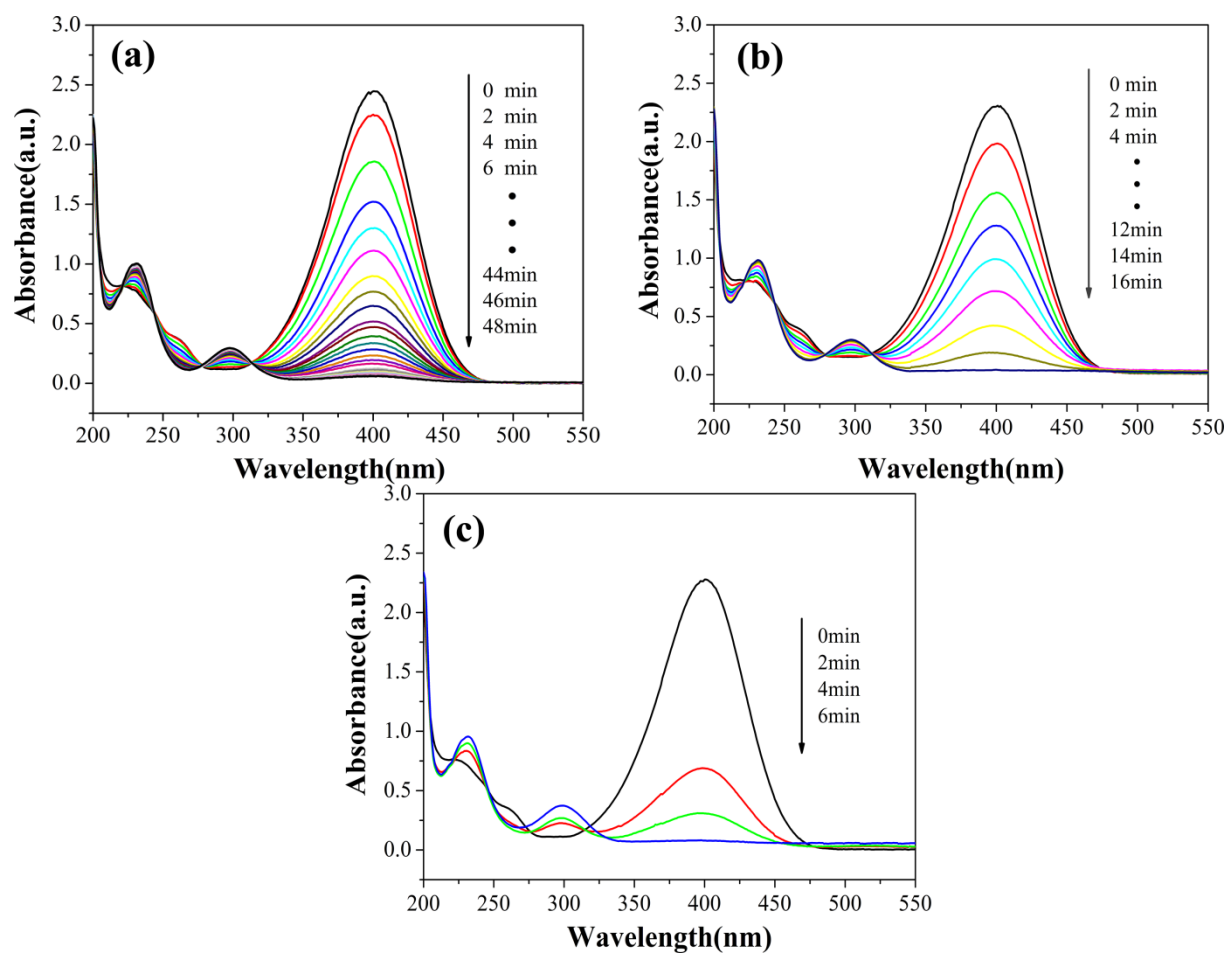 (a)
3.0
2.5
2.0
1.5
1.0
0.5
0.0
Absorbance(a.u.)
0 min
2 min
4 min
6 min
•
•
•
44min
46min
48min
200 250 300 350 400 450 500 550
Wavelength(nm)
(b)
3.0
2.5
2.0
1.5
1.0
0.5
0.0
Absorbance(a.u.)
0 min
2 min
4 min
•
•
•
12min
14min
16min
200 250 300 350 400 450 500 550
Wavelength(nm)
(c)
3.0
2.5
2.0
1.5
1.0
0.5
0.0
Absorbance(a.u.)
0min
2min
4min
6min
200 250 300 350 400 450 500 550
Wavelength(nm)